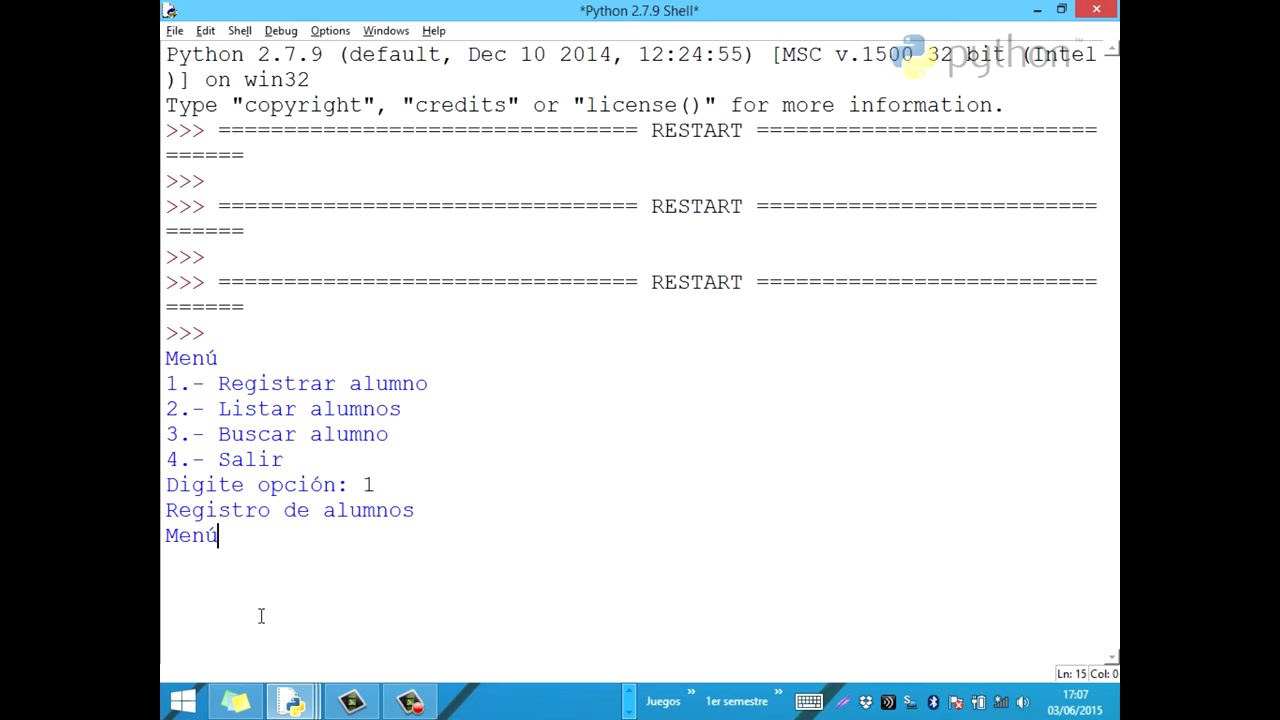 *Python 2.7.9 Shell*
File Edit Shell Debug Options Windows Help
Python 2.7.9 (default, Dec 10 2014, 12:24:55) [MSC v.1500 32 bit (Intel
)] on win32
python
Type "copyright", "credits" or "license()" for more information.
>>> ================================ RESTART ==========================
======
>>>
>>> ================================ RESTART ==========================
======
>>>
>>> ================================ RESTART ==========================
======
>>>
Menú
1.- Registrar alumno
2.- Listar alumnos
3.- Buscar alumno
4.- Salir
Digite opción: 1
Registro de alumnos
Menú
Ln: 15 Col: 0
Juegos » 1er semestre » 17:07
03/06/2015